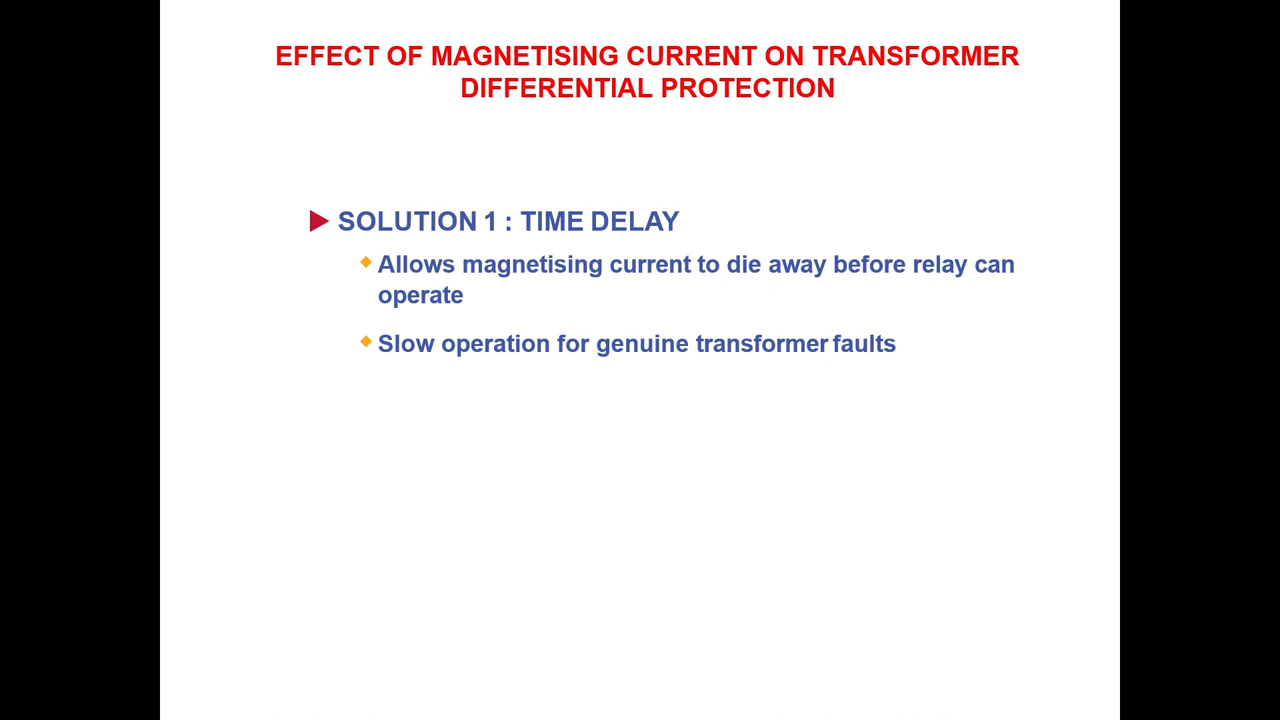 EFFECT OF MAGNETISING CURRENT ON TRANSFORMER
DIFFERENTIAL PROTECTION
SOLUTION 1 : TIME DELAY
Allows magnetising current to die away before relay can
operate
Slow operation for genuine transformer faults